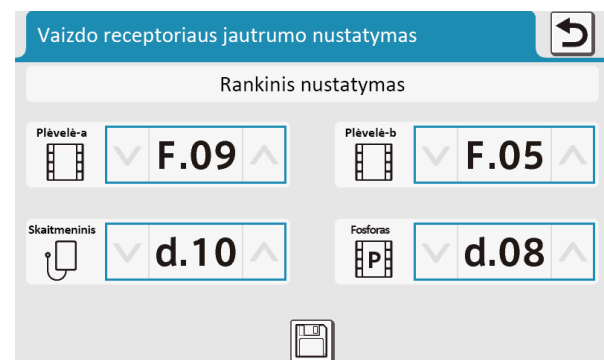 Vaizdo receptoriaus jautrumo nustatymas
Rankinis nustatymas
Plėvelė-a
F.09
Plėvelė-b
F.05
Skaitmeninis
d.10
Fosforas
P
d.08